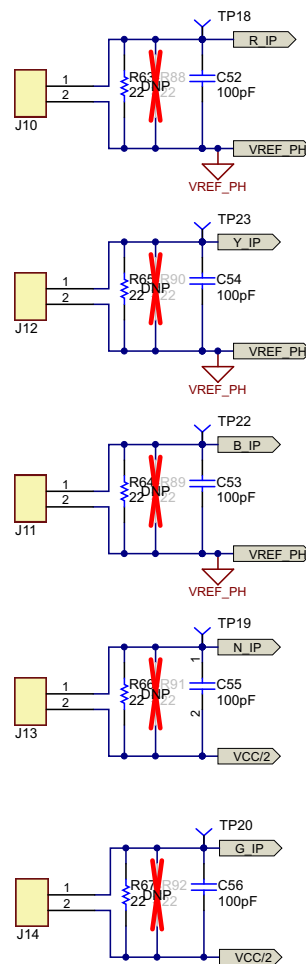 TP18
R_IP
1
2
J10
R63
22
DNP
R88
22
C52
100pF
VREF_PH
VREF_PH
TP23
Y_IP
1
2
J12
R65
22
DNP
R90
22
C54
100pF
VREF_PH
VREF_PH
TP22
B_IP
1
2
J11
R64
22
DNP
R89
22
C53
100pF
VREF_PH
VREF_PH
TP19
N_IP
1
2
J13
R66
22
DNP
R91
22
1
C55
100pF
2
VCC/2
TP20
G_IP
1
2
J14
R67
22
DNP
R92
22
C56
100pF
VCC/2